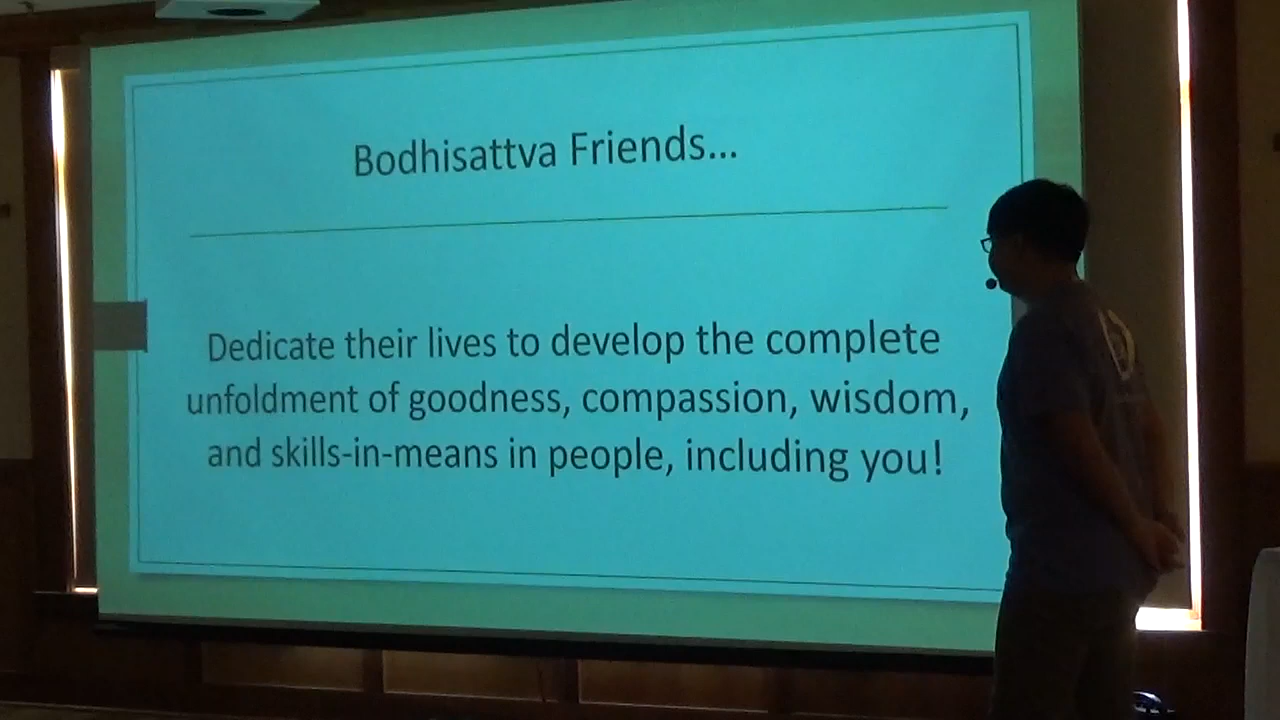 Bodhisattva Friends...
Dedicate their lives to develop the complete
unfoldment of goodness, compassion, wisdom,
and skills-in-means in people, including you!